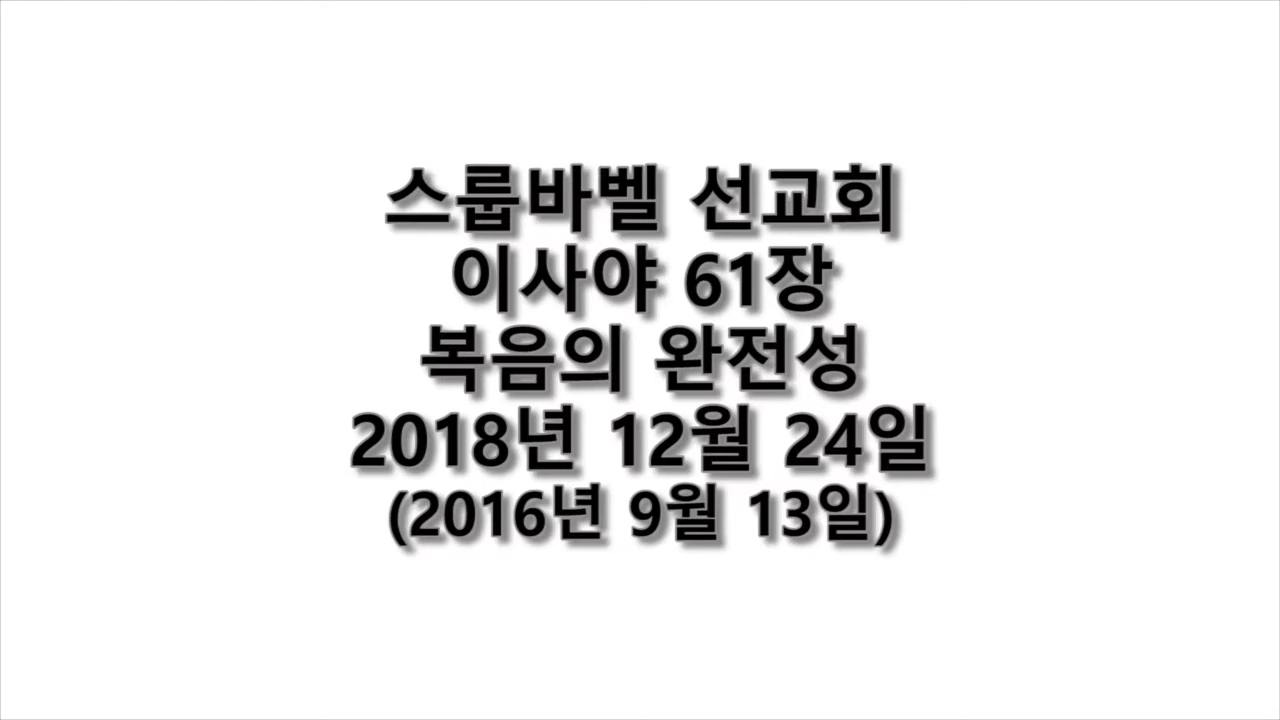 스룹바벨 선교회
이사야 61장
복음의 완전성
2018년 12월 24일
(2016년 9월 13일)